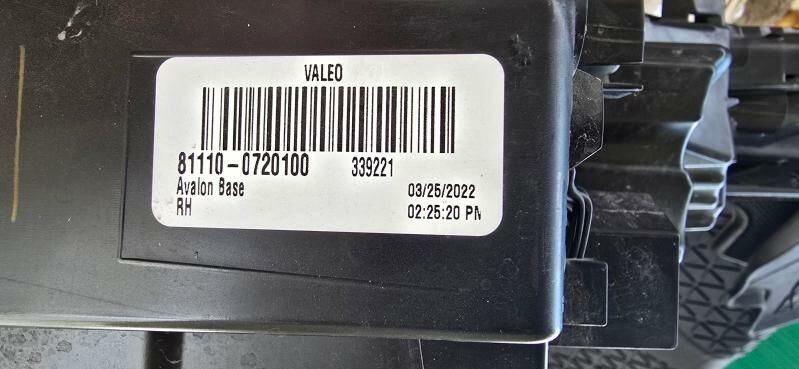 VALEO
81110-0720100 339221
Avalon Base 03/25/2022
RH 02:25:20 PM